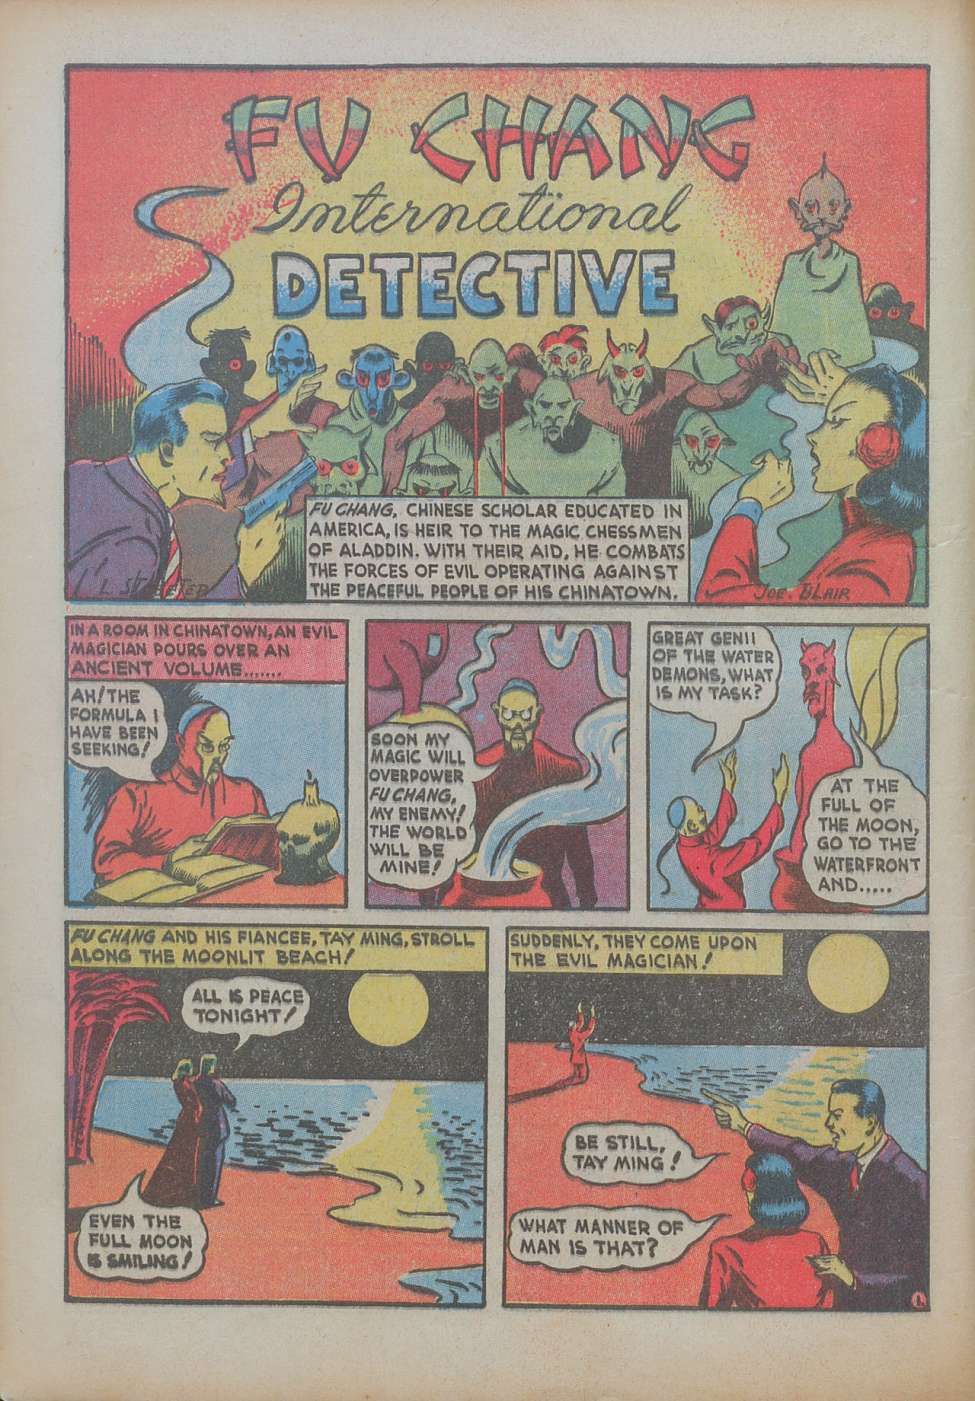 FU CHANG
International
DETECTIVE
FU CHANG, CHINESE SCHOLAR EDUCATED IN
AMERICA, IS HEIR TO THE MAGIC CHESSMEN
OF ALADDIN. WITH THEIR AID, HE COMBATS
THE FORCES OF EVIL OPERATING AGAINST
THE PEACEFUL PEOPLE OF HIS CHINATOWN.
JOE. BLAIR
IN A ROOM IN CHINATOWN, AN EVIL
MAGICIAN POURS OVER AN
ANCIENT VOLUME.......
AH! THE
FORMULA I
HAVE BEEN
SEEKING!
SOON MY
MAGIC WILL
OVERPOWER
FU CHANG,
MY ENEMY!
THE WORLD
WILL BE
MINE!
GREAT GENII
OF THE WATER
DEMONS, WHAT
IS MY TASK?
AT THE
FULL OF
THE MOON,
GO TO THE
WATERFRONT
AND.....
FU CHANG AND HIS FIANCEE, TAY MING, STROLL
ALONG THE MOONLIT BEACH!
ALL IS PEACE
TONIGHT!
EVEN THE
FULL MOON
IS SMILING!
SUDDENLY, THEY COME UPON
THE EVIL MAGICIAN!
BE STILL,
TAY MING!
WHAT MANNER OF
MAN IS THAT?